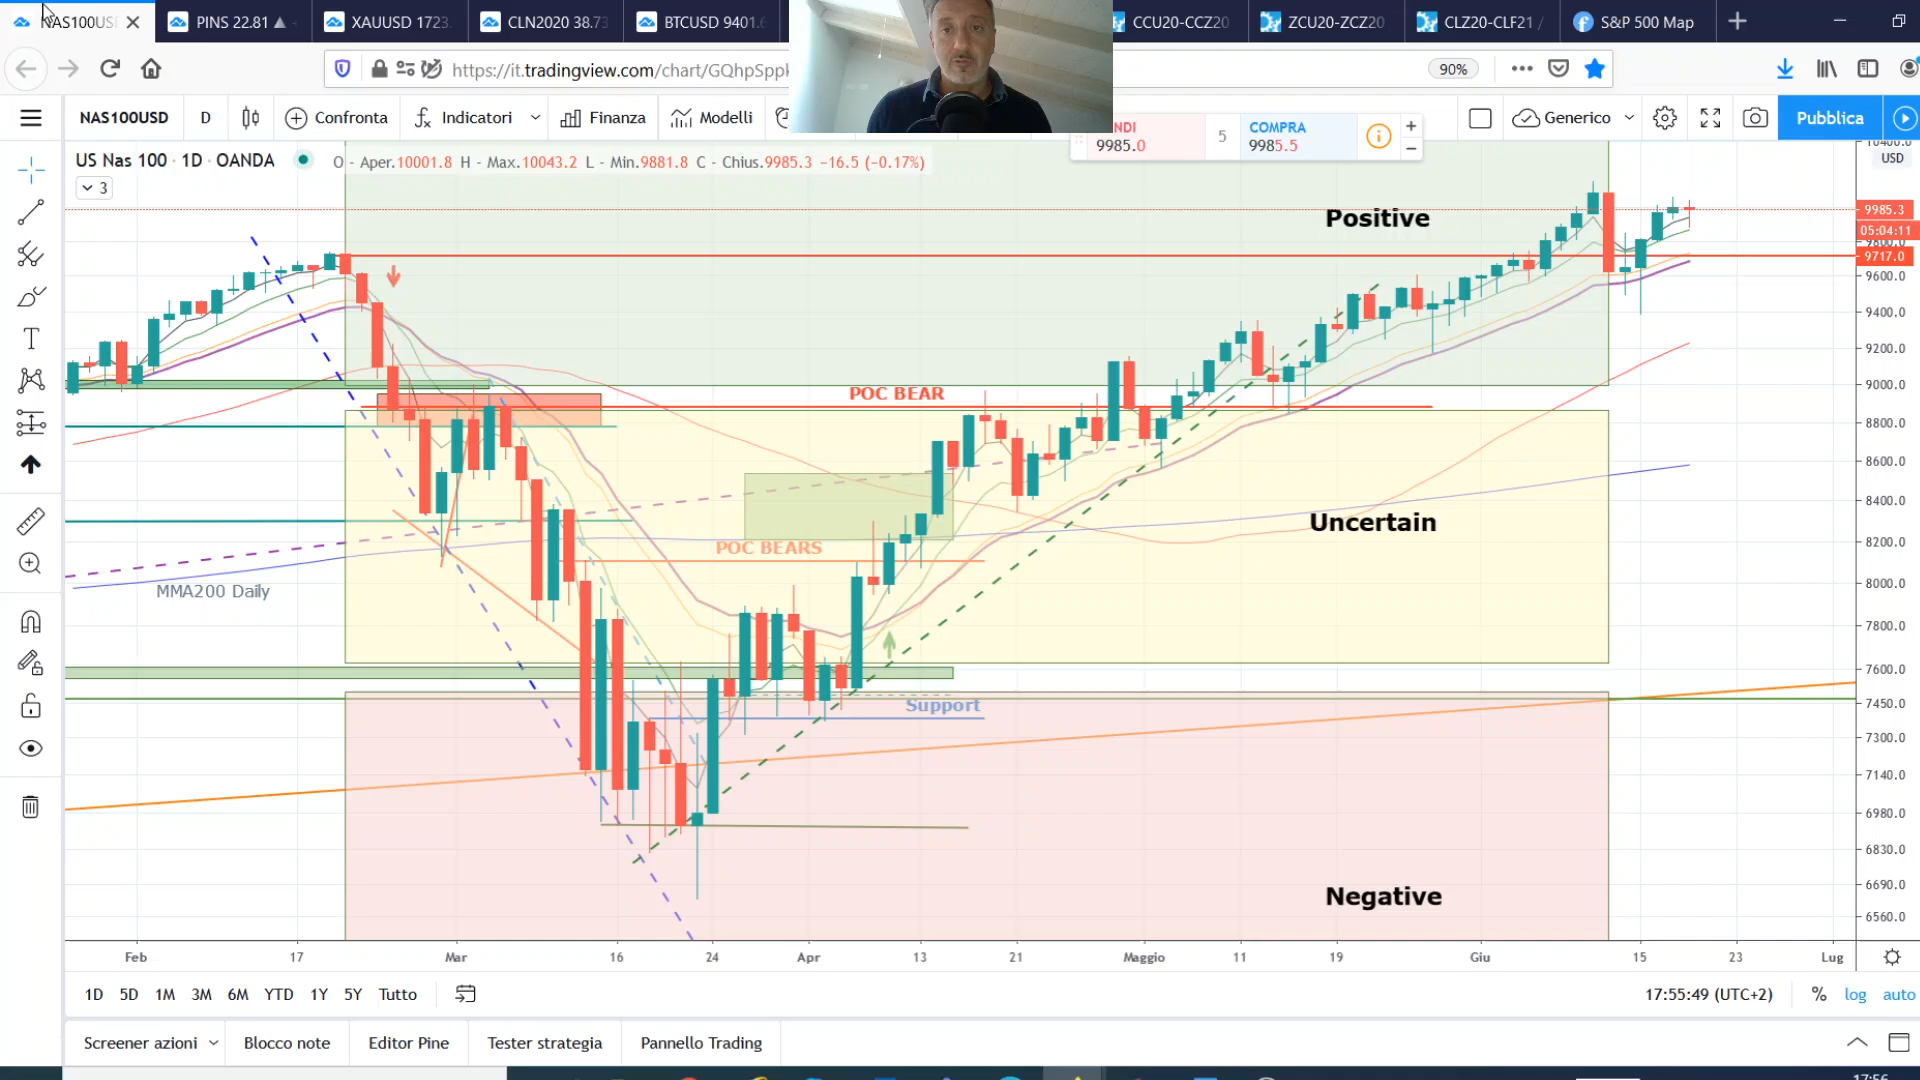 NAS100US
PINS 22.81
XAUUSD 1723.
CLN2020 38.73
BTCUSD 9401.
CCU20-CCZ20
ZCU20-ZCZ20
CLZ20-CLF21 /
S&P 500 Map
https://it.tradingview.com/chart/GQhpSppk
90%
NAS100USD
D
Confronta
Indicatori
Finanza
Modelli
NDI
9985.0
5
COMPRA
9985.5
Generico
Pubblica
US Nas 100 · 1D · OANDA
O - Aper.10001.8 H - Max.10043.2 L - Min.9881.8 C - Chius.9985.3 −16.5 (−0.17%)
3
10400.0
USD
Positive
9985.3
05:04:11
9800.0
9717.0
9600.0
9400.0
9200.0
9000.0
POC BEAR
8800.0
8600.0
8400.0
Uncertain
8200.0
POC BEARS
MMA200 Daily
8000.0
7800.0
7600.0
7450.0
Support
7300.0
7140.0
6980.0
6830.0
Negative
6690.0
6560.0
Feb
17
Mar
16
24
Apr
13
21
Maggio
11
19
Giu
15
23
Lug
1D
5D
1M
3M
6M
YTD
1Y
5Y
Tutto
17:55:49 (UTC+2)
%
log
auto
Screener azioni
Blocco note
Editor Pine
Tester strategia
Pannello Trading
17:56